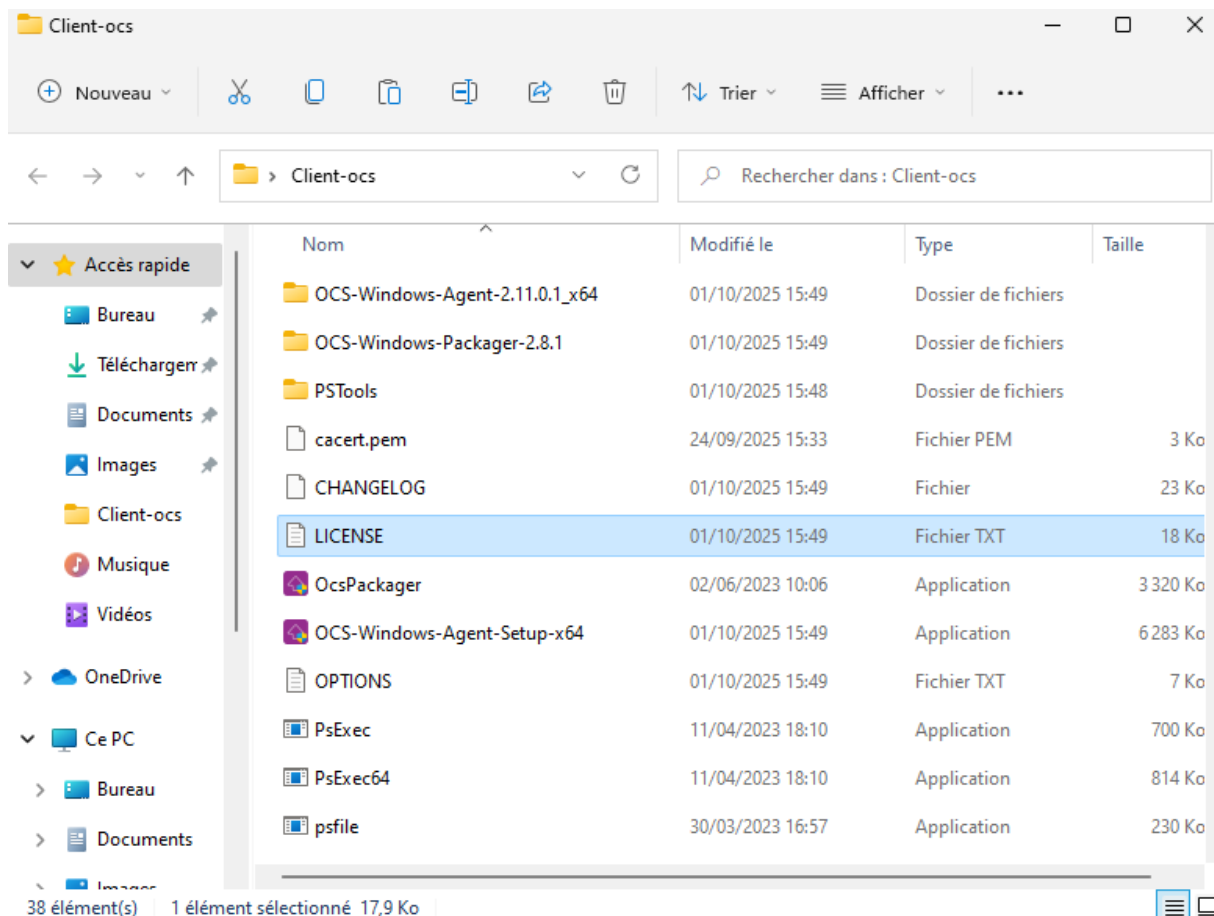 Client-ocs
Nouveau Trier Afficher
Client-ocs Rechercher dans : Client-ocs
Nom Modifié le Type Taille
Accès rapide
Bureau
Téléchargem
Documents
Images
Client-ocs
Musique
Vidéos
OneDrive
Ce PC
Bureau
Documents
Images
OCS-Windows-Agent-2.11.0.1_x64 01/10/2025 15:49 Dossier de fichiers
OCS-Windows-Packager-2.8.1 01/10/2025 15:49 Dossier de fichiers
PSTools 01/10/2025 15:48 Dossier de fichiers
cacert.pem 24/09/2025 15:33 Fichier PEM 3 Ko
CHANGELOG 01/10/2025 15:49 Fichier 23 Ko
LICENSE 01/10/2025 15:49 Fichier TXT 18 Ko
OcsPackager 02/06/2023 10:06 Application 3 320 Ko
OCS-Windows-Agent-Setup-x64 01/10/2025 15:49 Application 6 283 Ko
OPTIONS 01/10/2025 15:49 Fichier TXT 7 Ko
PsExec 11/04/2023 18:10 Application 700 Ko
PsExec64 11/04/2023 18:10 Application 814 Ko
psfile 30/03/2023 16:57 Application 230 Ko
38 élément(s) 1 élément sélectionné 17,9 Ko